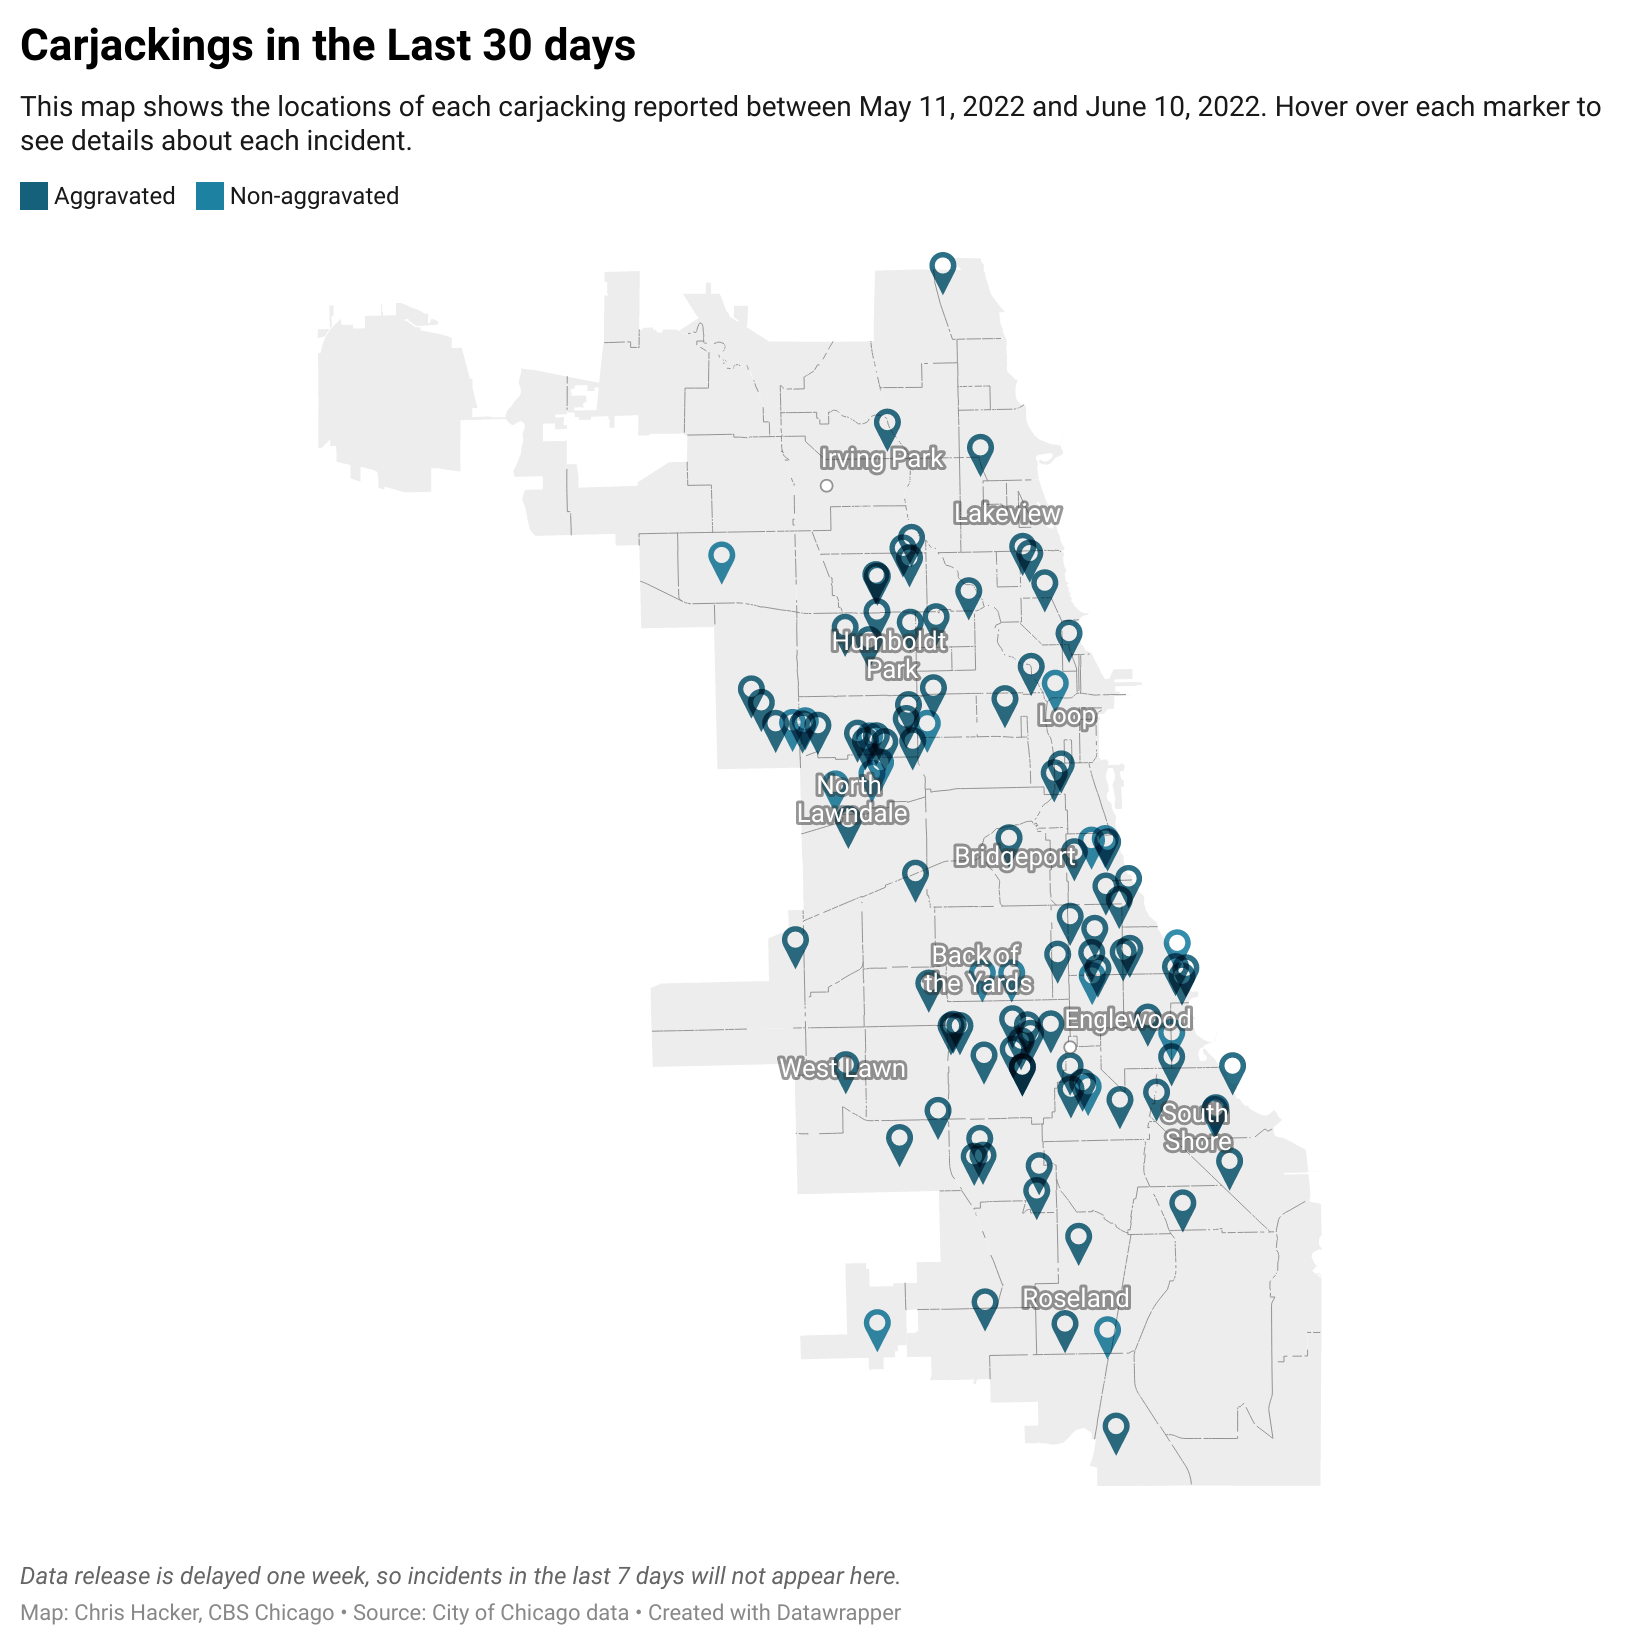 Carjackings in the Last 30 days
This map shows the locations of each carjacking reported between May 11, 2022 and June 10, 2022. Hover over each marker to
see details about each incident.
Aggravated Non-aggravated
Irving Park
Lakeview
Humboldt
Park
Loop
North
Lawndale
Bridgeport
Back of
the Yards
Englewood
West Lawn
South
Shore
Roseland
Data release is delayed one week, so incidents in the last 7 days will not appear here.
Map: Chris Hacker, CBS Chicago • Source: City of Chicago data • Created with Datawrapper